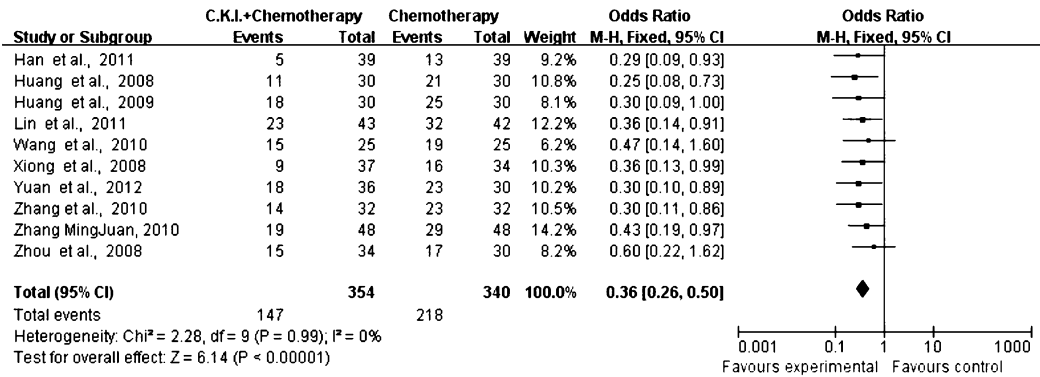 C.K.I.+Chemotherapy Chemotherapy Odds Ratio Odds Ratio
Study or Subgroup Events Total Events Total Weight M-H, Fixed, 95% CI M-H, Fixed, 95% CI
Han et al., 2011 5 39 13 39 9.2% 0.29 [0.09, 0.93]
Huang et al., 2008 11 30 21 30 10.8% 0.25 [0.08, 0.73]
Huang et al., 2009 18 30 25 30 8.1% 0.30 [0.09, 1.00]
Lin et al., 2011 23 43 32 42 12.2% 0.36 [0.14, 0.91]
Wang et al., 2010 15 25 19 25 6.2% 0.47 [0.14, 1.60]
Xiong et al., 2008 9 37 16 34 10.3% 0.36 [0.13, 0.99]
Yuan et al., 2012 18 36 23 30 10.2% 0.30 [0.10, 0.89]
Zhang et al., 2010 14 32 23 32 10.5% 0.30 [0.11, 0.86]
Zhang MingJuan, 2010 19 48 29 48 14.2% 0.43 [0.19, 0.97]
Zhou et al., 2008 15 34 17 30 8.2% 0.60 [0.22, 1.62]
Total (95% CI) 354 340 100.0% 0.36 [0.26, 0.50]
Total events 147 218
Heterogeneity: Chi² = 2.28, df = 9 (P = 0.99); I² = 0%
Test for overall effect: Z = 6.14 (P < 0.00001)
0.001 0.1 1 10 1000
Favours experimental Favours control